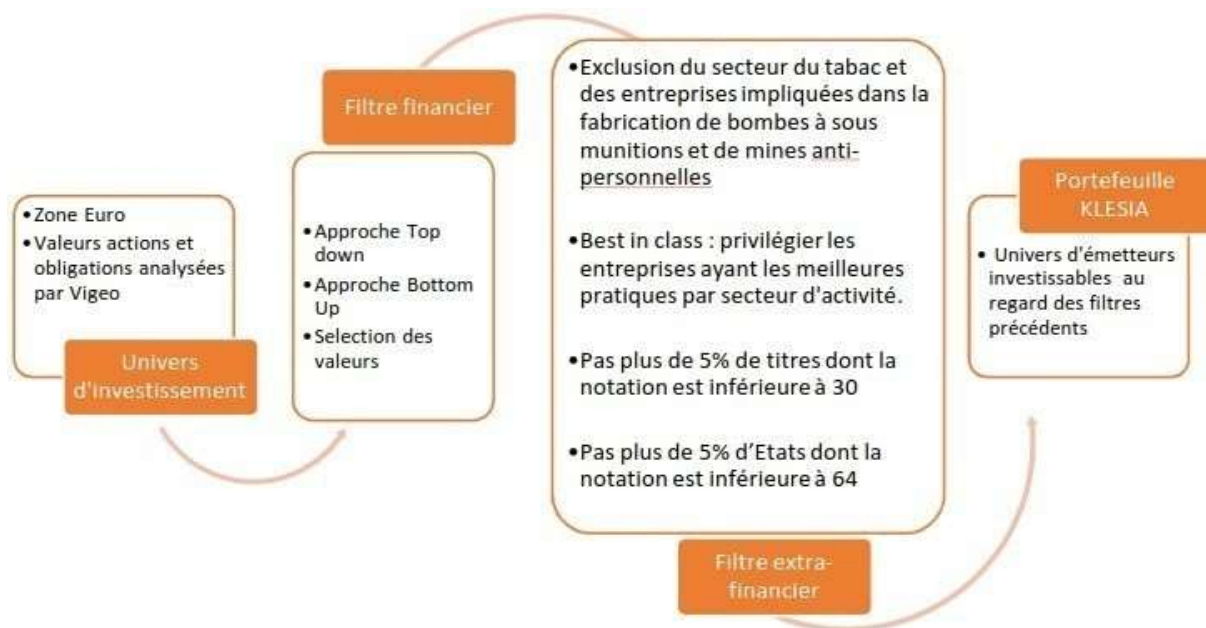 •Zone Euro
•Valeurs actions et
obligations analysées
par Vigeo
Univers
d'investissement
Filtre financier
•Approche Top
down
•Approche Bottom
Up
•Selection des
valeurs
•Exclusion du secteur du tabac et
des entreprises impliquées dans la
fabrication de bombes à sous
munitions et de mines anti-
personnelles
•Best in class : privilégier les
entreprises ayant les meilleures
pratiques par secteur d'activité.
•Pas plus de 5% de titres dont la
notation est inférieure à 30
•Pas plus de 5% d’Etats dont la
notation est inférieure à 64
Filtre extra-
financier
Portefeuille
KLESIA
• Univers d'émetteurs
investissables au
regard des filtres
précédents